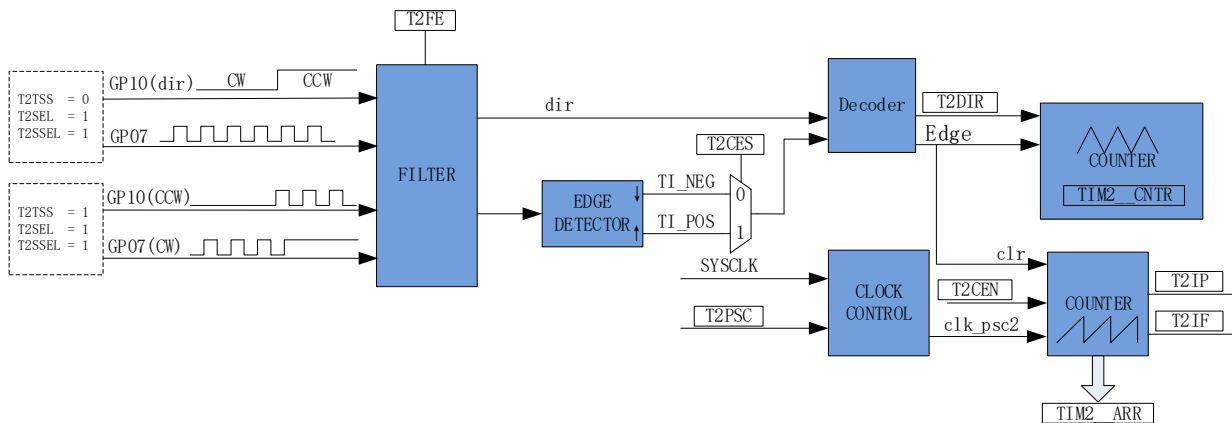 T2FE
GP10(dir) CW CCW
T2TSS = 0
T2SEL = 1
T2SSEL = 1
GP07
FILTER
dir
Decoder
T2DIR
Edge
COUNTER
TIM2__CNTR
T2CES
EDGE
DETECTOR
TI_NEG
TI_POS
0
1
GP10(CCW)
T2TSS = 1
T2SEL = 1
T2SSEL = 1
GP07(CW)
SYSCLK
T2PSC
CLOCK
CONTROL
clr
T2CEN
clk_psc2
COUNTER
T2IP
T2IF
TIM2__ARR